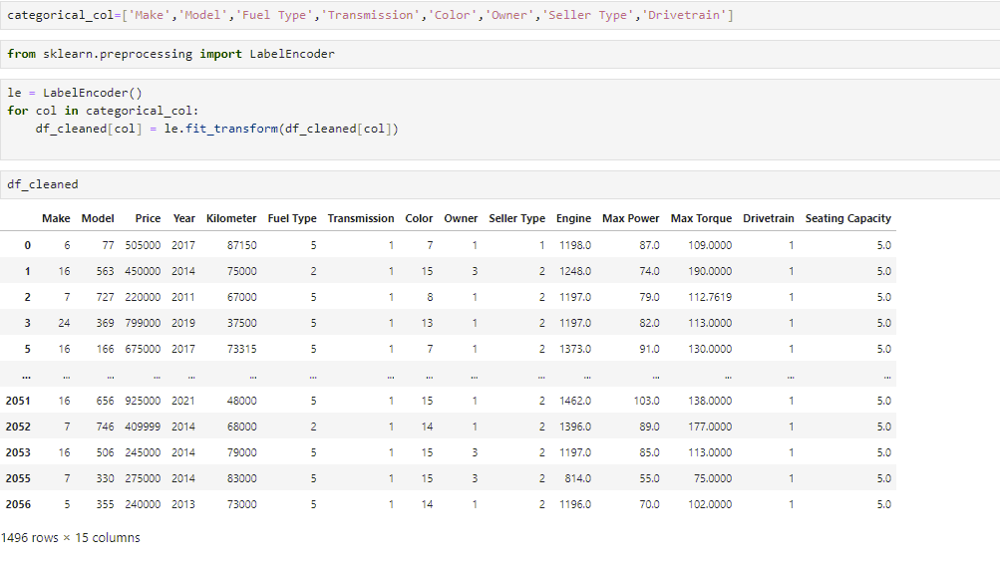 categorical_col=['Make','Model','Fuel Type','Transmission','Color','Owner','Seller Type','Drivetrain']
from sklearn.preprocessing import LabelEncoder
le = LabelEncoder()
for col in categorical_col:
    df_cleaned[col] = le.fit_transform(df_cleaned[col])
df_cleaned
Make Model Price Year Kilometer Fuel Type Transmission Color Owner Seller Type Engine Max Power Max Torque Drivetrain Seating Capacity
0 6 77 505000 2017 87150 5 1 7 1 1 1198.0 87.0 109.0000 1 5.0
1 16 563 450000 2014 75000 2 1 15 3 2 1248.0 74.0 190.0000 1 5.0
2 7 727 220000 2011 67000 5 1 8 1 2 1197.0 79.0 112.7619 1 5.0
3 24 369 799000 2019 37500 5 1 13 1 2 1197.0 82.0 113.0000 1 5.0
5 16 166 675000 2017 73315 5 1 7 1 2 1373.0 91.0 130.0000 1 5.0
... ... ... ... ... ... ... ... ... ... ... ... ... ... ... ...
2051 16 656 925000 2021 48000 5 1 15 1 2 1462.0 103.0 138.0000 1 5.0
2052 7 746 409999 2014 68000 2 1 14 1 2 1396.0 89.0 177.0000 1 5.0
2053 16 506 245000 2014 79000 5 1 15 3 2 1197.0 85.0 113.0000 1 5.0
2055 7 330 275000 2014 83000 5 1 15 3 2 814.0 55.0 75.0000 1 5.0
2056 5 355 240000 2013 73000 5 1 14 1 2 1196.0 70.0 102.0000 1 5.0
1496 rows × 15 columns